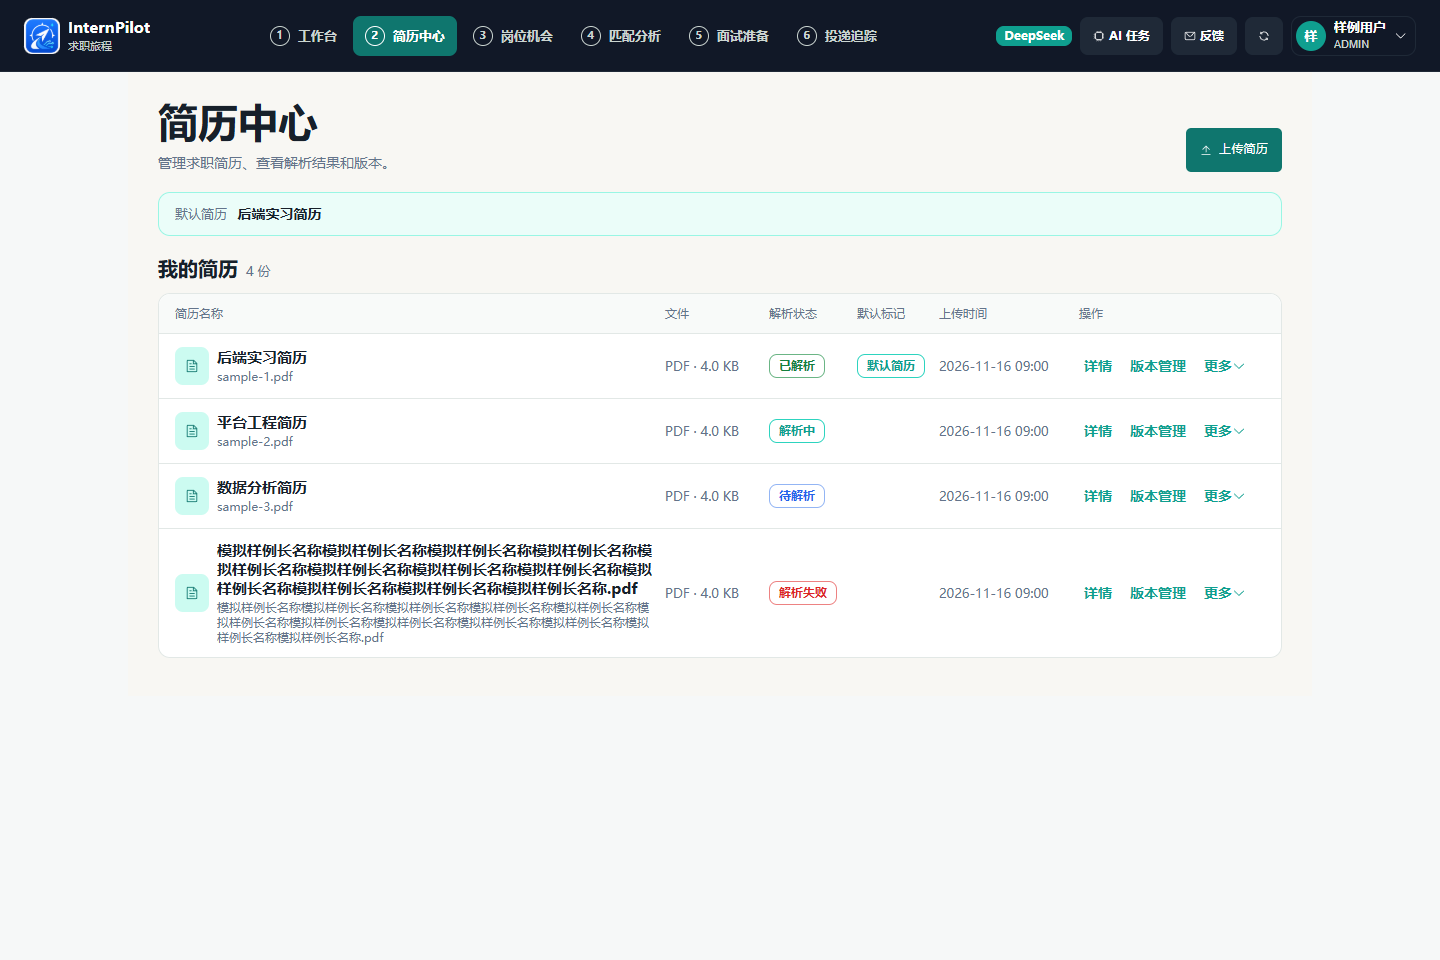 InternPilot
求职旅程
1 工作台
2 简历中心
3 岗位机会
4 匹配分析
5 面试准备
6 投递追踪
DeepSeek
AI 任务
反馈
样
样例用户
ADMIN
简历中心
管理求职简历、查看解析结果和版本。
上传简历
默认简历 后端实习简历
我的简历 4 份
简历名称 文件 解析状态 默认标记 上传时间 操作
后端实习简历
sample-1.pdf
PDF · 4.0 KB 已解析 默认简历 2026-11-16 09:00 详情 版本管理 更多
平台工程简历
sample-2.pdf
PDF · 4.0 KB 解析中 2026-11-16 09:00 详情 版本管理 更多
数据分析简历
sample-3.pdf
PDF · 4.0 KB 待解析 2026-11-16 09:00 详情 版本管理 更多
模拟样例长名称模拟样例长名称模拟样例长名称模拟样例长名称模
拟样例长名称模拟样例长名称模拟样例长名称模拟样例长名称模拟
样例长名称模拟样例长名称模拟样例长名称模拟样例长名称.pdf
模拟样例长名称模拟样例长名称模拟样例长名称模拟样例长名称模拟样例长名称模
拟样例长名称模拟样例长名称模拟样例长名称模拟样例长名称模拟样例长名称模拟
样例长名称模拟样例长名称.pdf
PDF · 4.0 KB 解析失败 2026-11-16 09:00 详情 版本管理 更多